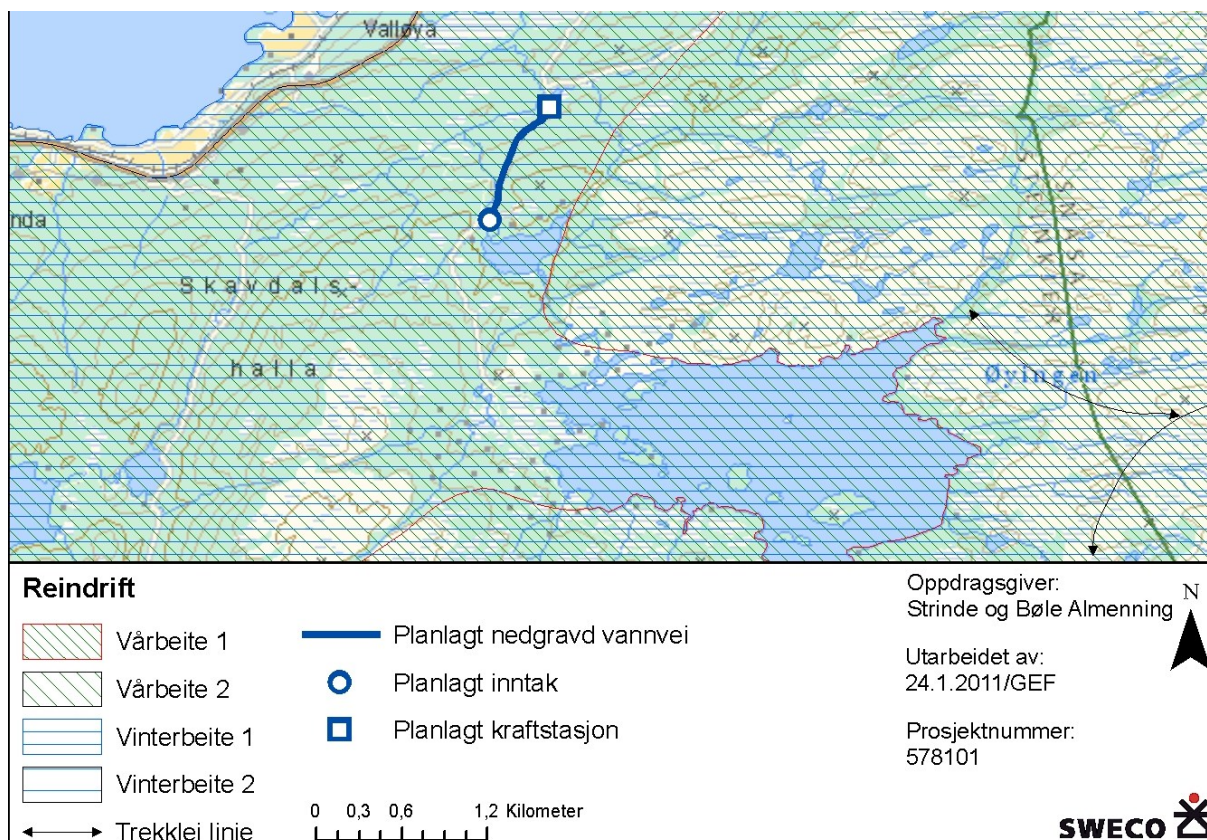 Valløya
nda
Skavdals-
halla
SNÅSA
STEINKJER
Øyingen
Reindrift
Vårbeite 1
Vårbeite 2
Vinterbeite 1
Vinterbeite 2
Trekklei linje
Planlagt nedgravd vannvei
Planlagt inntak
Planlagt kraftstasjon
0 0,3 0,6 1,2 Kilometer
Oppdragsgiver:
Strinde og Bøle Almenning
Utarbeidet av:
24.1.2011/GEF
Prosjektnummer:
578101
N
SWECO